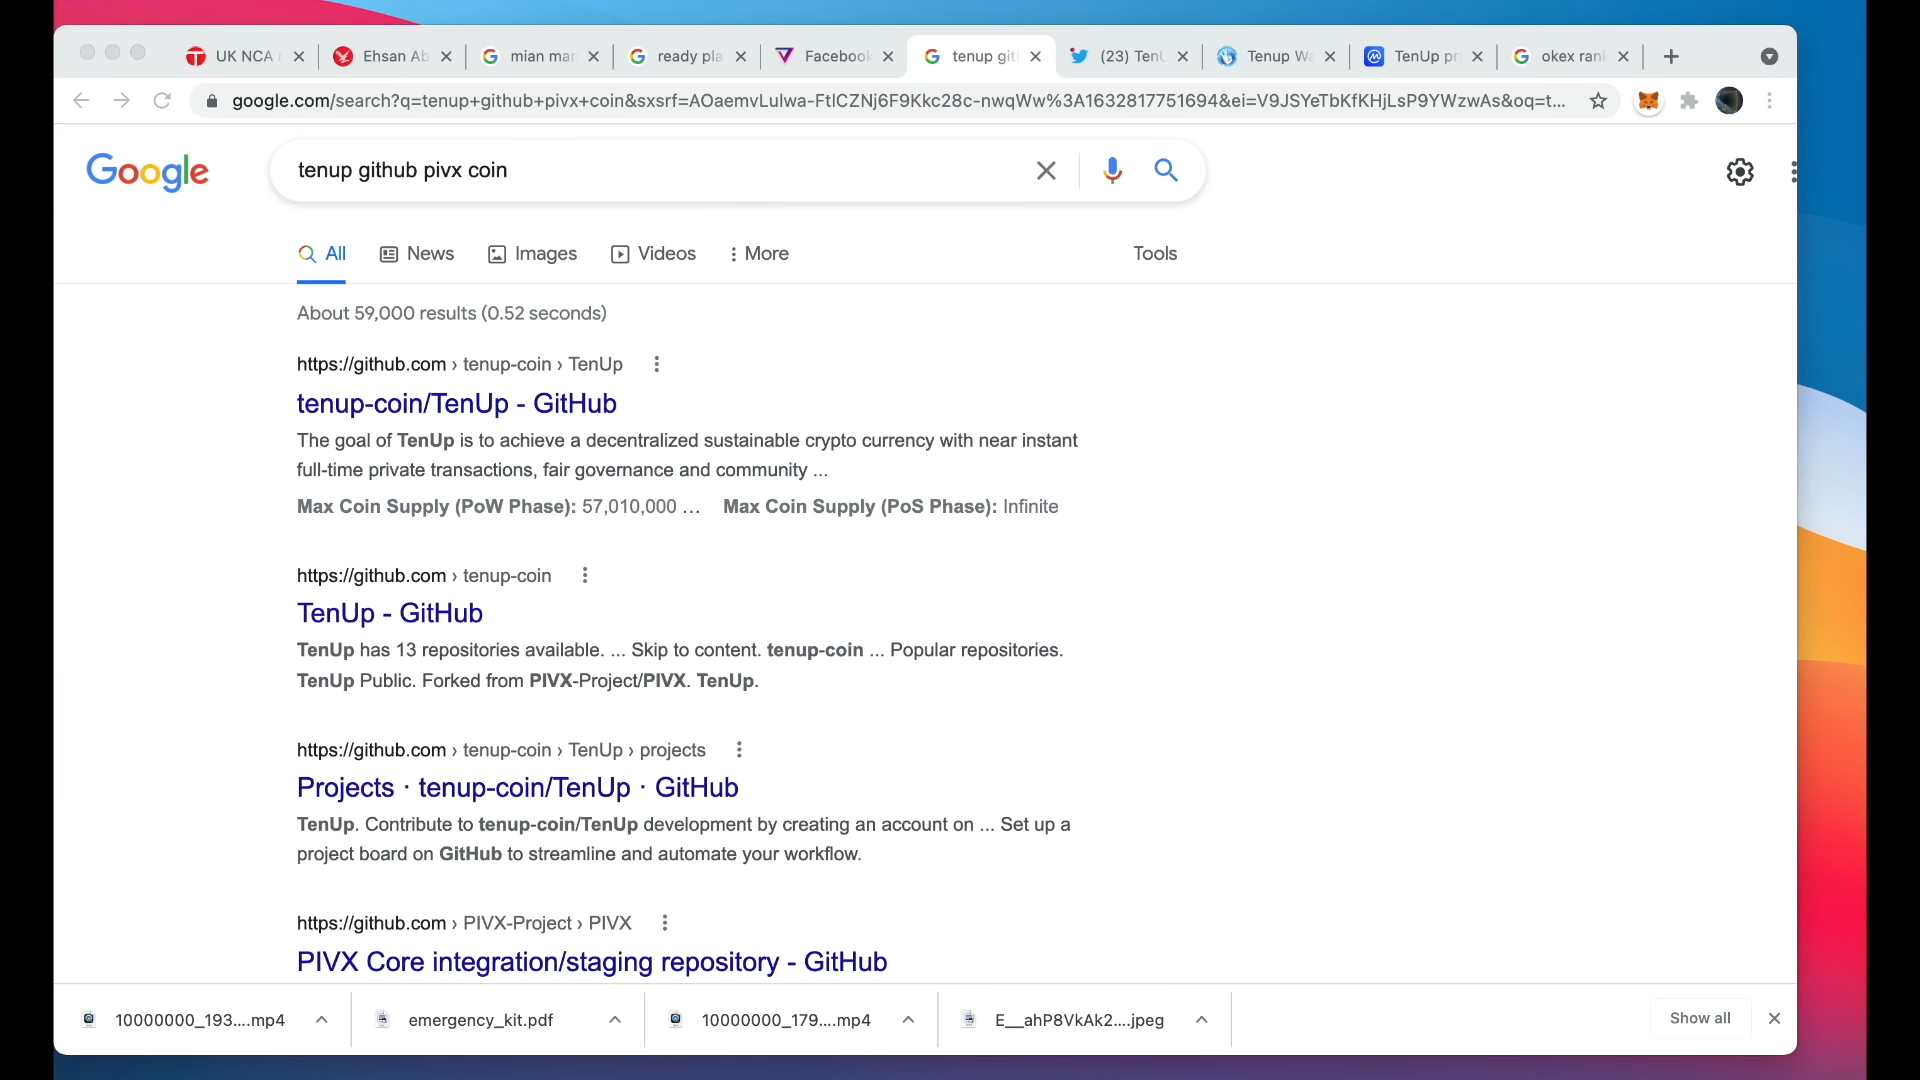 UK NCA
Ehsan Ab
mian mar
ready pla
Facebook
tenup git
(23) Ten
Tenup Wa
TenUp pr
okex ran
google.com/search?q=tenup+github+pivx+coin&sxsrf=AOaemvLulwa-FtlCZNj6F9Kkc28c-nwqWw%3A1632817751694&ei=V9JSYeTbKfKHjLsP9YWzwAs&oq=t...
Google
tenup github pivx coin
All
News
Images
Videos
More
Tools
About 59,000 results (0.52 seconds)
https://github.com › tenup-coin › TenUp
tenup-coin/TenUp - GitHub
The goal of TenUp is to achieve a decentralized sustainable crypto currency with near instant
full-time private transactions, fair governance and community ...
Max Coin Supply (PoW Phase): 57,010,000 ... Max Coin Supply (PoS Phase): Infinite
https://github.com › tenup-coin
TenUp - GitHub
TenUp has 13 repositories available. ... Skip to content. tenup-coin ... Popular repositories.
TenUp Public. Forked from PIVX-Project/PIVX. TenUp.
https://github.com › tenup-coin › TenUp › projects
Projects · tenup-coin/TenUp · GitHub
TenUp. Contribute to tenup-coin/TenUp development by creating an account on ... Set up a
project board on GitHub to streamline and automate your workflow.
https://github.com › PIVX-Project › PIVX
PIVX Core integration/staging repository - GitHub
10000000_193....mp4
emergency_kit.pdf
10000000_179....mp4
E__ahP8VkAk2....jpeg
Show all